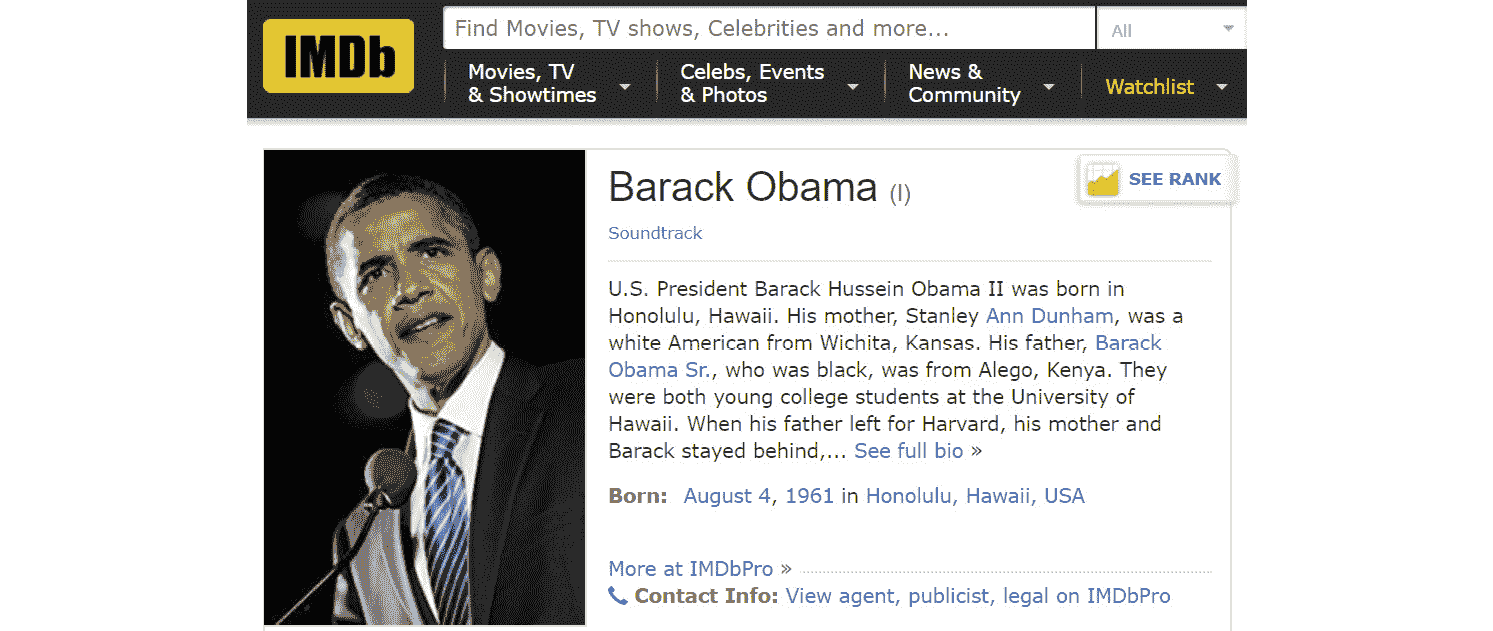 IMDb
Find Movies, TV shows, Celebrities and more...
All
Movies, TV
& Showtimes
Celebs, Events
& Photos
News &
Community
Watchlist
Barack Obama (I)
SEE RANK
Soundtrack
U.S. President Barack Hussein Obama II was born in
Honolulu, Hawaii. His mother, Stanley Ann Dunham, was a
white American from Wichita, Kansas. His father, Barack
Obama Sr., who was black, was from Alego, Kenya. They
were both young college students at the University of
Hawaii. When his father left for Harvard, his mother and
Barack stayed behind,... See full bio »
Born: August 4, 1961 in Honolulu, Hawaii, USA
More at IMDbPro »
Contact Info: View agent, publicist, legal on IMDbPro